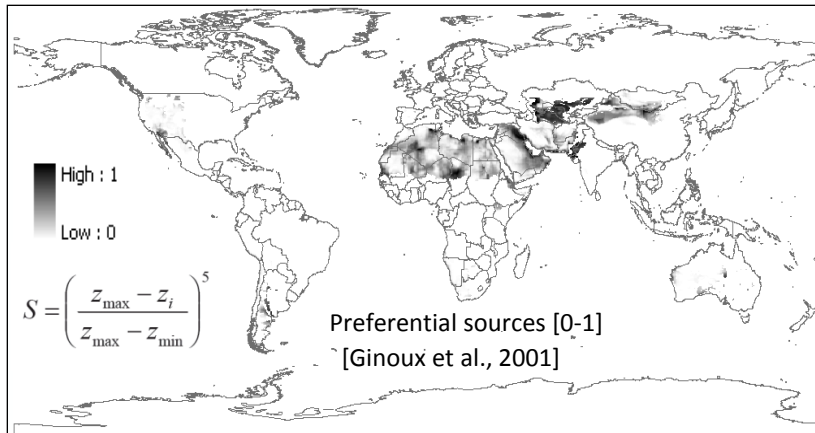 High : 1
Low : 0
S = ( z_max − z_i / z_max − z_min )^5
Preferential sources [0-1]
[Ginoux et al., 2001]